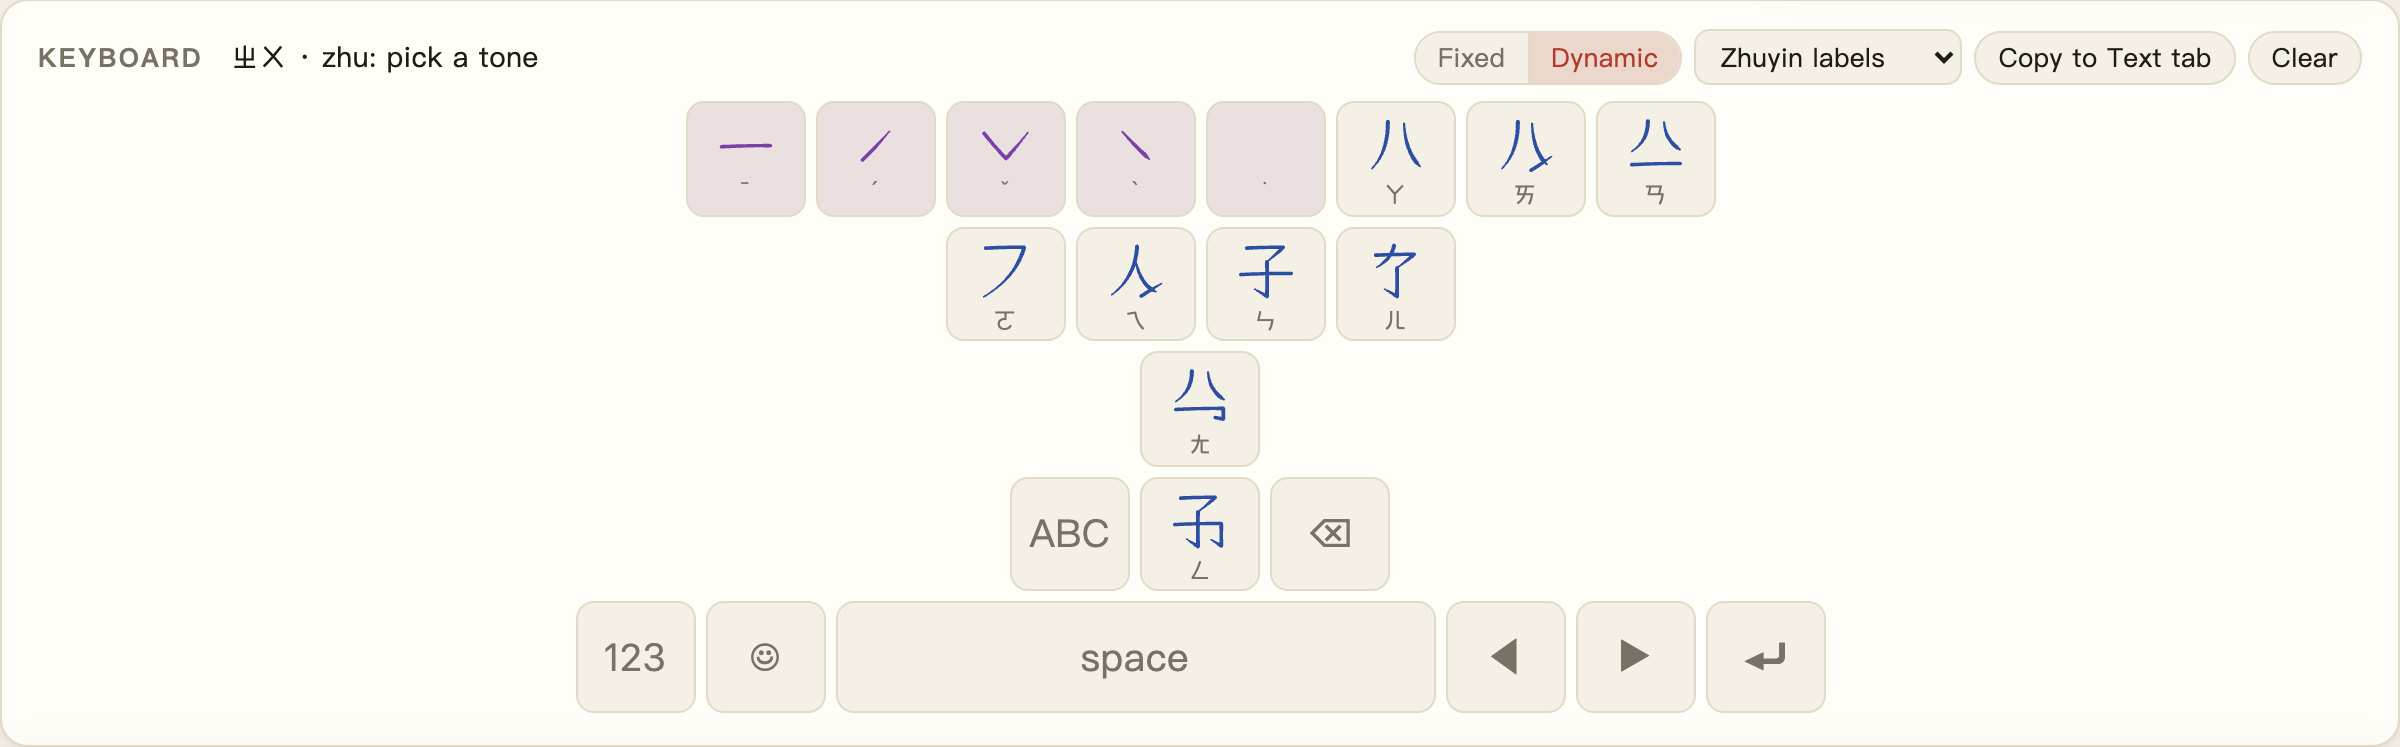 KEYBOARD ㄓㄨ · zhu: pick a tone Fixed Dynamic Zhuyin labels Copy to Text tab Clear
ˉ ˊ ˇ ˋ ˙ ㄚ ㄞ ㄢ
ㄛ ㄟ ㄣ ㄦ
ㄤ
ABC ㄥ
123 space